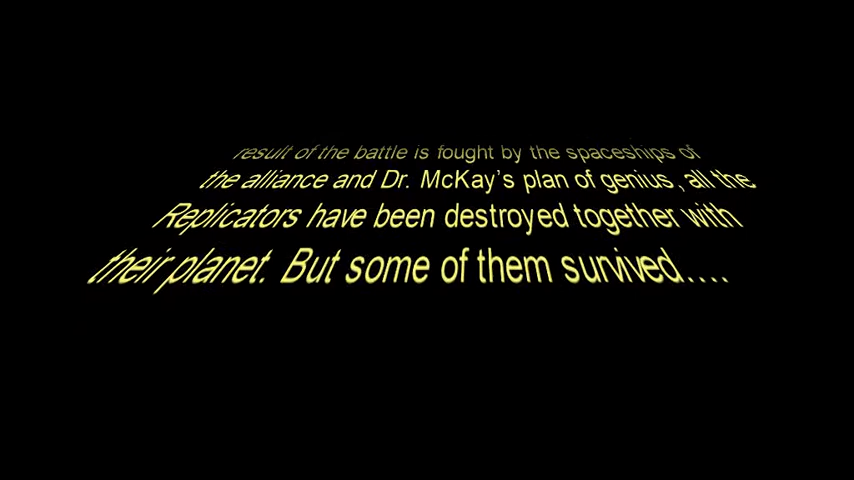 result of the battle is fought by the spaceships of
the alliance and Dr. McKay's plan of genius, all the
Replicators have been destroyed together with
their planet. But some of them survived....